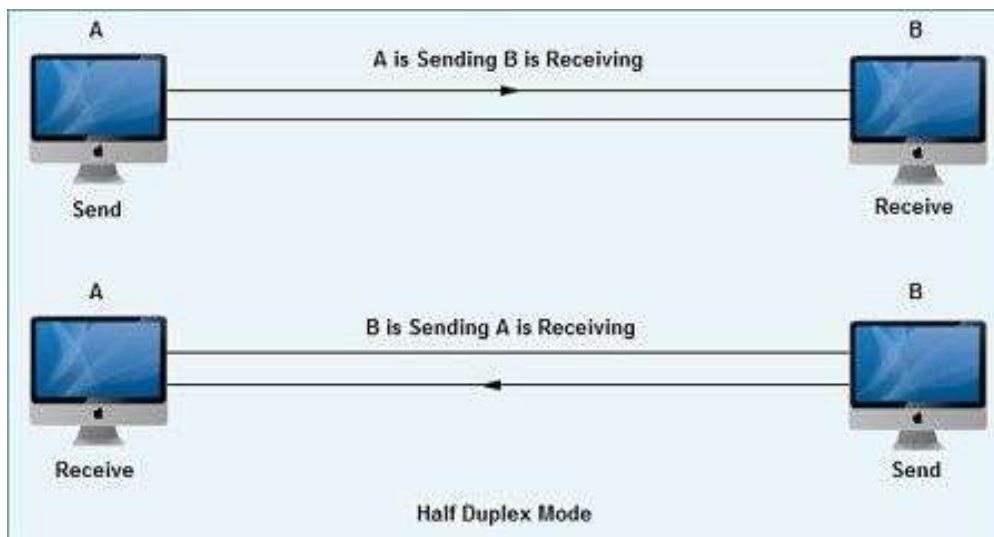 A
B
A is Sending B is Receiving
Send
Receive
A
B
B is Sending A is Receiving
Receive
Send
Half Duplex Mode